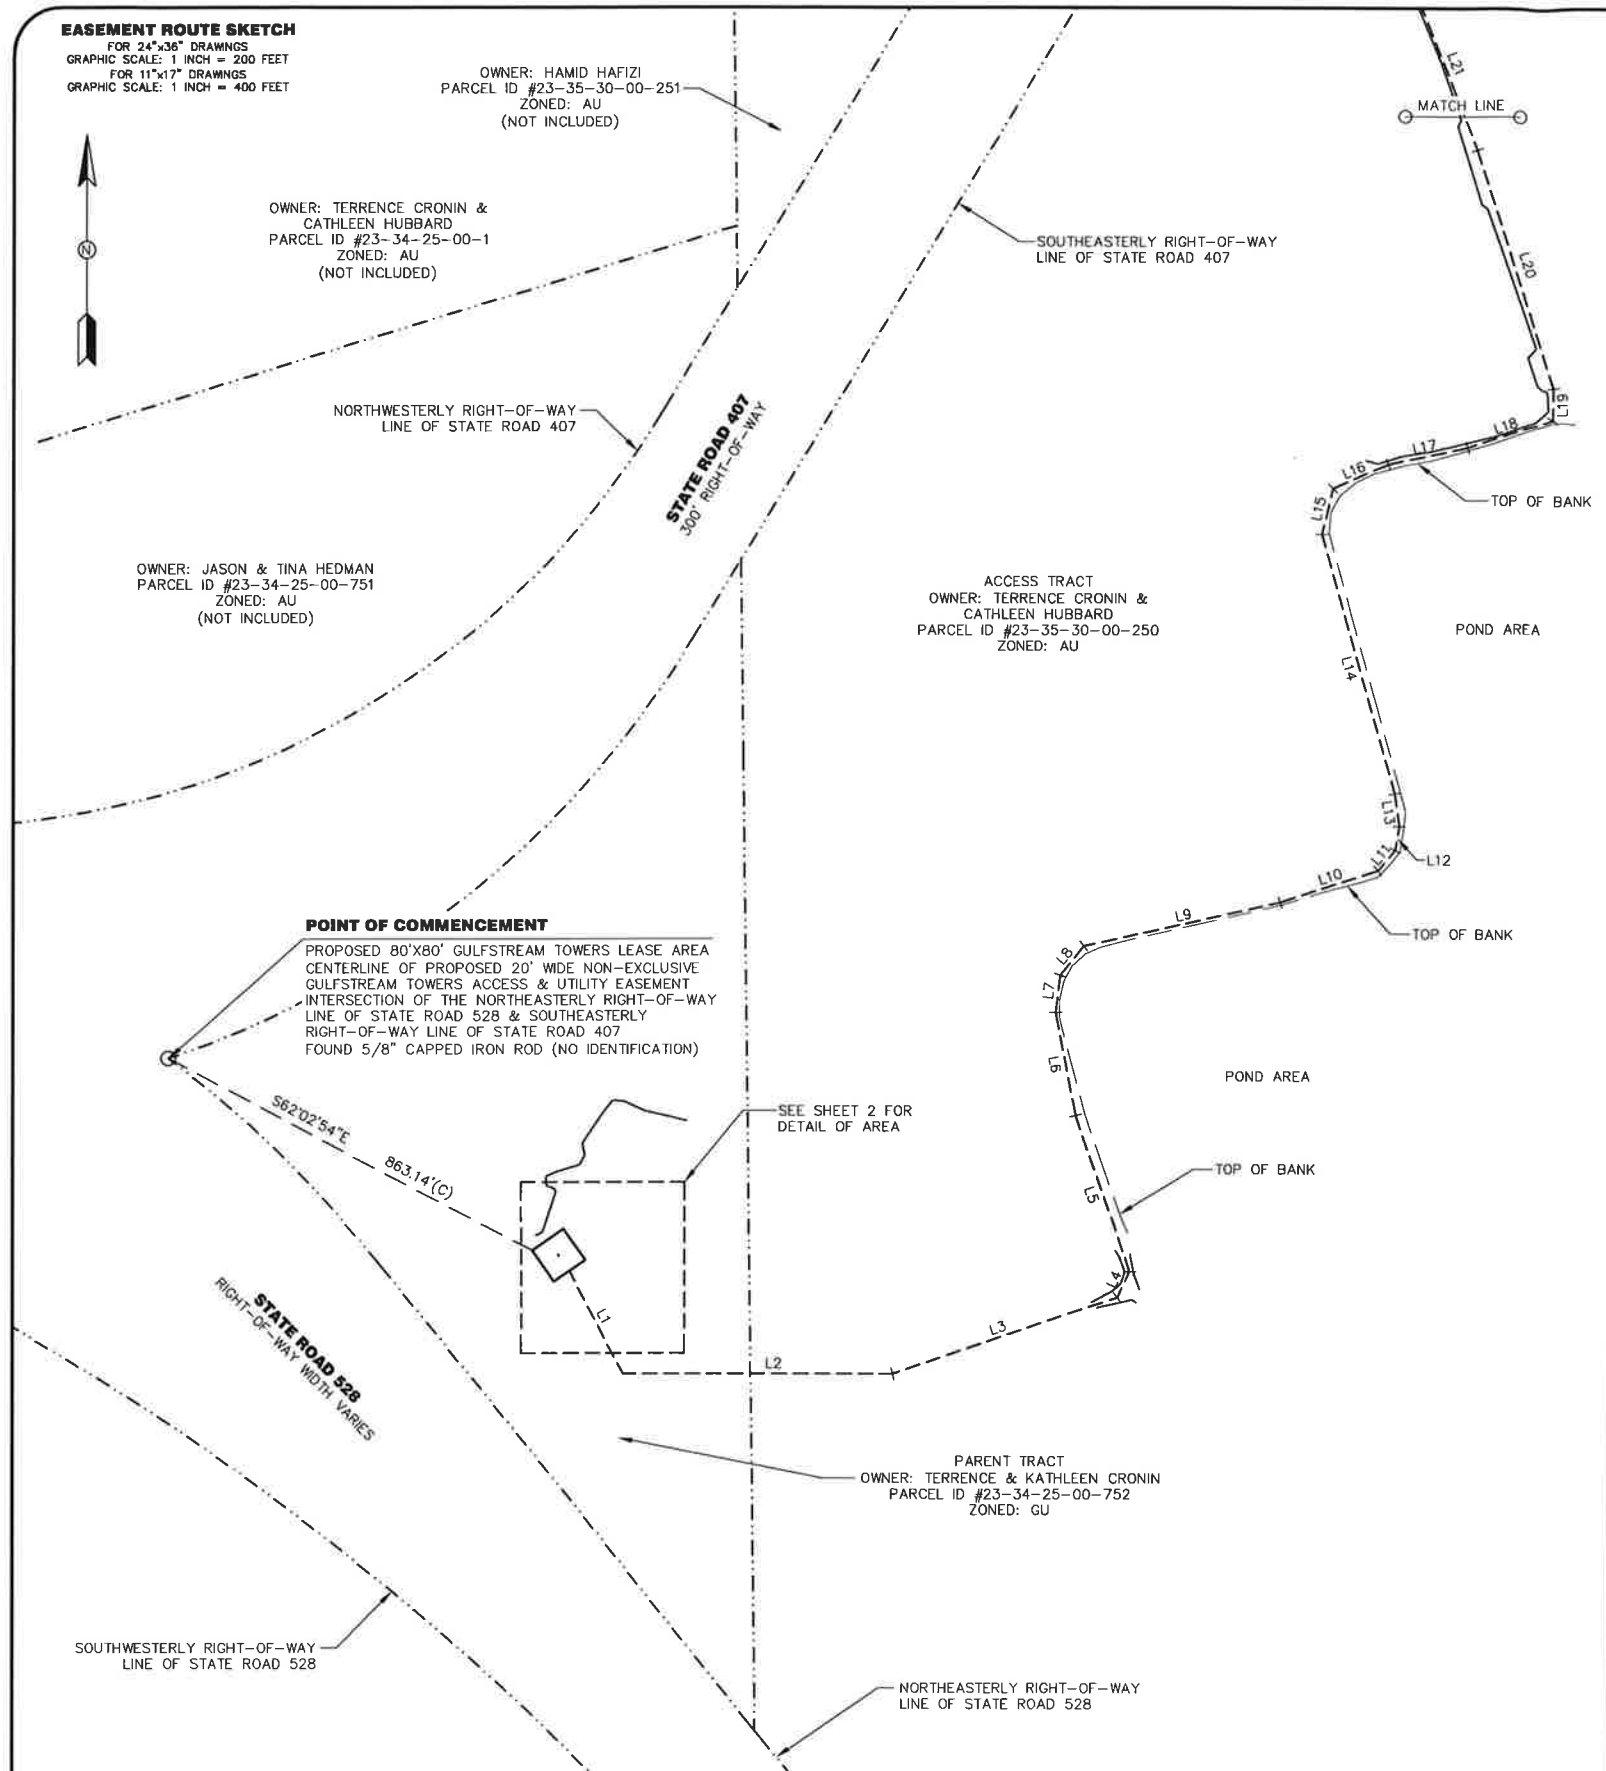 EASEMENT ROUTE SKETCH
FOR 24"x36" DRAWINGS
GRAPHIC SCALE: 1 INCH = 200 FEET
FOR 11"x17" DRAWINGS
GRAPHIC SCALE: 1 INCH = 400 FEET
N
OWNER: HAMID HAFIZI
PARCEL ID #23-35-30-00-251
ZONED: AU
(NOT INCLUDED)
OWNER: TERRENCE CRONIN &
CATHLEEN HUBBARD
PARCEL ID #23-34-25-00-1
ZONED: AU
(NOT INCLUDED)
L21
MATCH LINE
SOUTHEASTERLY RIGHT-OF-WAY
LINE OF STATE ROAD 407
L20
NORTHWESTERLY RIGHT-OF-WAY
LINE OF STATE ROAD 407
STATE ROAD 407
300' RIGHT-OF-WAY
L19
L18
L17
L16
L15
TOP OF BANK
OWNER: JASON & TINA HEDMAN
PARCEL ID #23-34-25-00-751
ZONED: AU
(NOT INCLUDED)
ACCESS TRACT
OWNER: TERRENCE CRONIN &
CATHLEEN HUBBARD
PARCEL ID #23-35-30-00-250
ZONED: AU
POND AREA
L14
L13
L12
L11
L10
L9
TOP OF BANK
L8
L7
L6
POND AREA
POINT OF COMMENCEMENT
PROPOSED 80'X80' GULFSTREAM TOWERS LEASE AREA
CENTERLINE OF PROPOSED 20' WIDE NON-EXCLUSIVE
GULFSTREAM TOWERS ACCESS & UTILITY EASEMENT
INTERSECTION OF THE NORTHEASTERLY RIGHT-OF-WAY
LINE OF STATE ROAD 528 & SOUTHEASTERLY
RIGHT-OF-WAY LINE OF STATE ROAD 407
FOUND 5/8" CAPPED IRON ROD (NO IDENTIFICATION)
S62°02'54"E
863.14'(C)
SEE SHEET 2 FOR
DETAIL OF AREA
TOP OF BANK
L5
L4
L3
L2
L1
STATE ROAD 528
RIGHT-OF-WAY WIDTH VARIES
PARENT TRACT
OWNER: TERRENCE & KATHLEEN CRONIN
PARCEL ID #23-34-25-00-752
ZONED: GU
SOUTHWESTERLY RIGHT-OF-WAY
LINE OF STATE ROAD 528
NORTHEASTERLY RIGHT-OF-WAY
LINE OF STATE ROAD 528